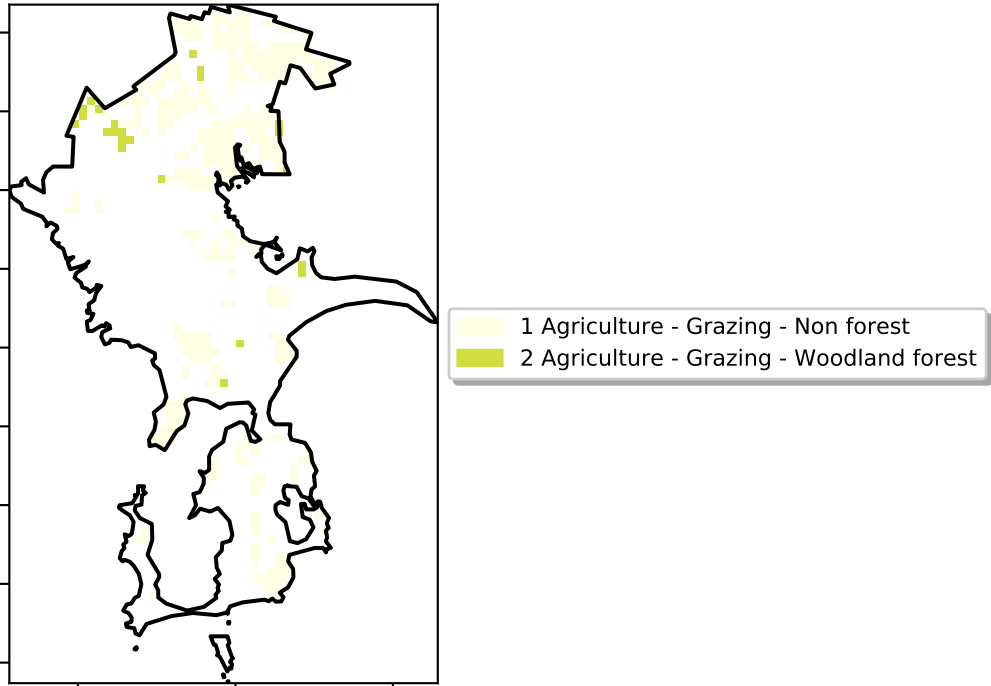 1 Agriculture - Grazing - Non forest
2 Agriculture - Grazing - Woodland forest